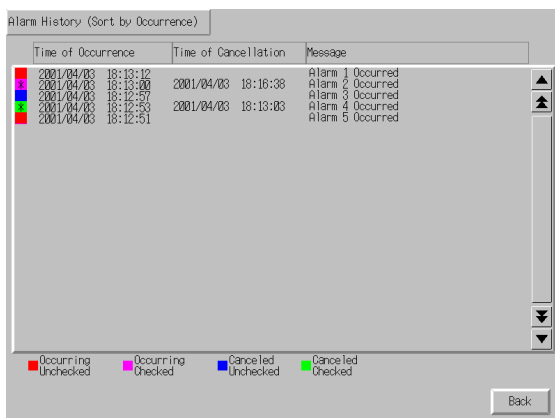 Alarm History (Sort by Occurrence)
Time of Occurrence Time of Cancellation Message
2001/04/03 18:13:12 Alarm 1 Occurred
* 2001/04/03 18:13:00 2001/04/03 18:16:38 Alarm 2 Occurred
2001/04/03 18:12:57 Alarm 3 Occurred
* 2001/04/03 18:12:53 2001/04/03 18:13:03 Alarm 4 Occurred
2001/04/03 18:12:51 Alarm 5 Occurred
Occurring Unchecked
Occurring Checked
Canceled Unchecked
Canceled Checked
Back